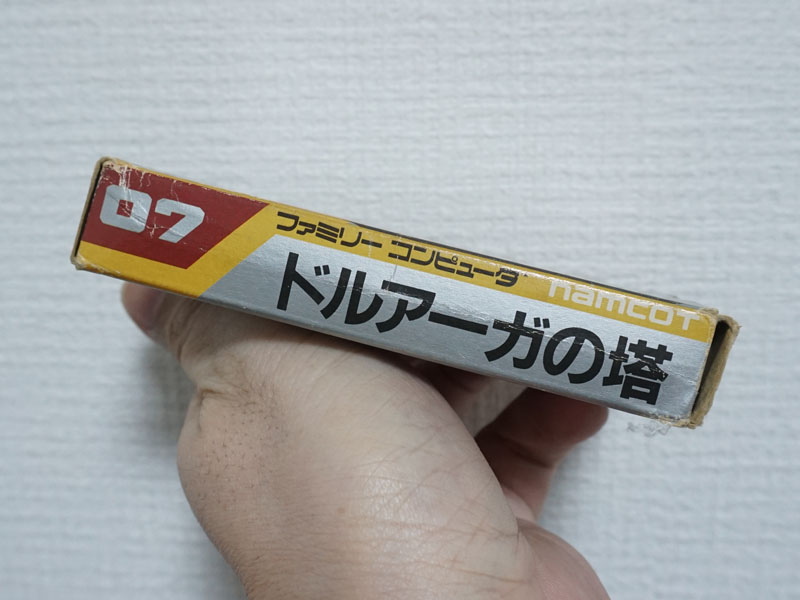 07
ファミリー コンピュータ
namcot
ドルアーガの塔